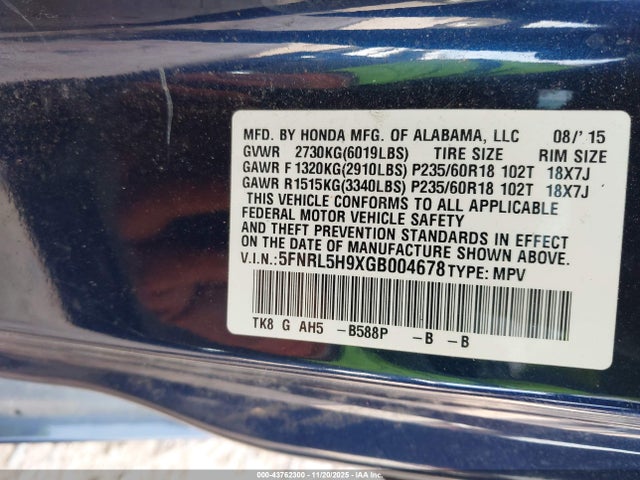 MFD. BY HONDA MFG. OF ALABAMA, LLC 08/'15
GVWR 2730KG(6019LBS) TIRE SIZE RIM SIZE
GAWR F 1320KG(2910LBS) P235/60R18 102T 18X7J
GAWR R1515KG(3340LBS) P235/60R18 102T 18X7J
THIS VEHICLE CONFORMS TO ALL APPLICABLE
FEDERAL MOTOR VEHICLE SAFETY
AND THEFT PREVENTION STANDARDS IN EFFECT
ON THE DATE OF MANUFACTURE SHOWN ABOVE.
V.I.N.:5FNRL5H9XGB004678 TYPE: MPV
TK8 G AH5 -B588P -B -B
000-43762300 - 11/20/2025 - IAA Inc.